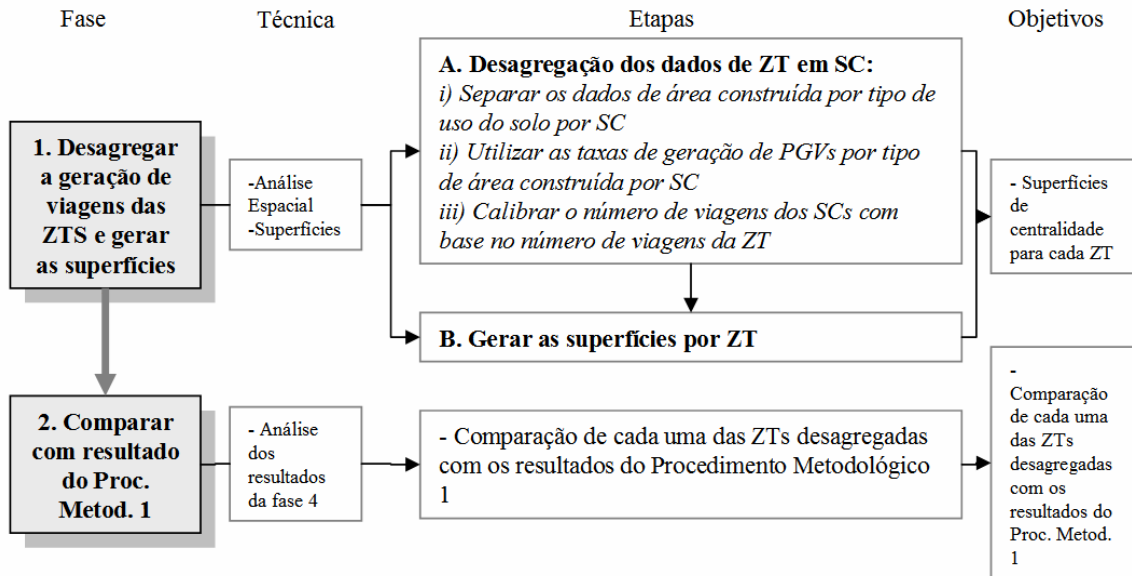 Fase
Técnica
Etapas
Objetivos
1. Desagregar
a geração de
viagens das
ZTS e gerar
as superfícies
-Análise
Espacial
-Superfícies
A. Desagregação dos dados de ZT em SC:
i) Separar os dados de área construída por tipo de
uso do solo por SC
ii) Utilizar as taxas de geração de PGVs por tipo
de área construída por SC
iii) Calibrar o número de viagens dos SCs com
base no número de viagens da ZT
B. Gerar as superfícies por ZT
- Superfícies
de
centralidade
para cada ZT
2. Comparar
com resultado
do Proc.
Metod. 1
- Análise
dos
resultados
da fase 4
- Comparação de cada uma das ZTs desagregadas
com os resultados do Procedimento Metodológico
1
-
Comparação
de cada uma
das ZTs
desagregadas
com os
resultados do
Proc. Metod.
1